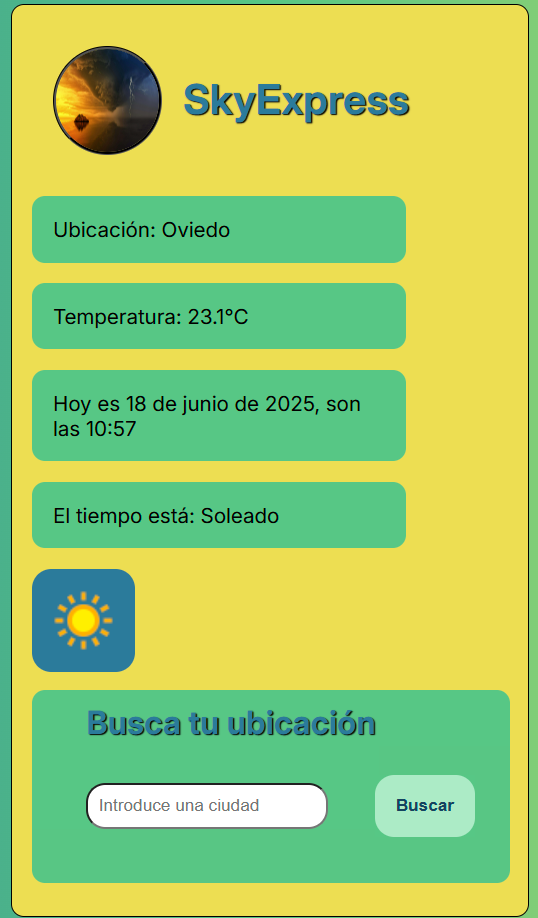 SkyExpress
Ubicación: Oviedo
Temperatura: 23.1°C
Hoy es 18 de junio de 2025, son
las 10:57
El tiempo está: Soleado
Busca tu ubicación
Introduce una ciudad
Buscar